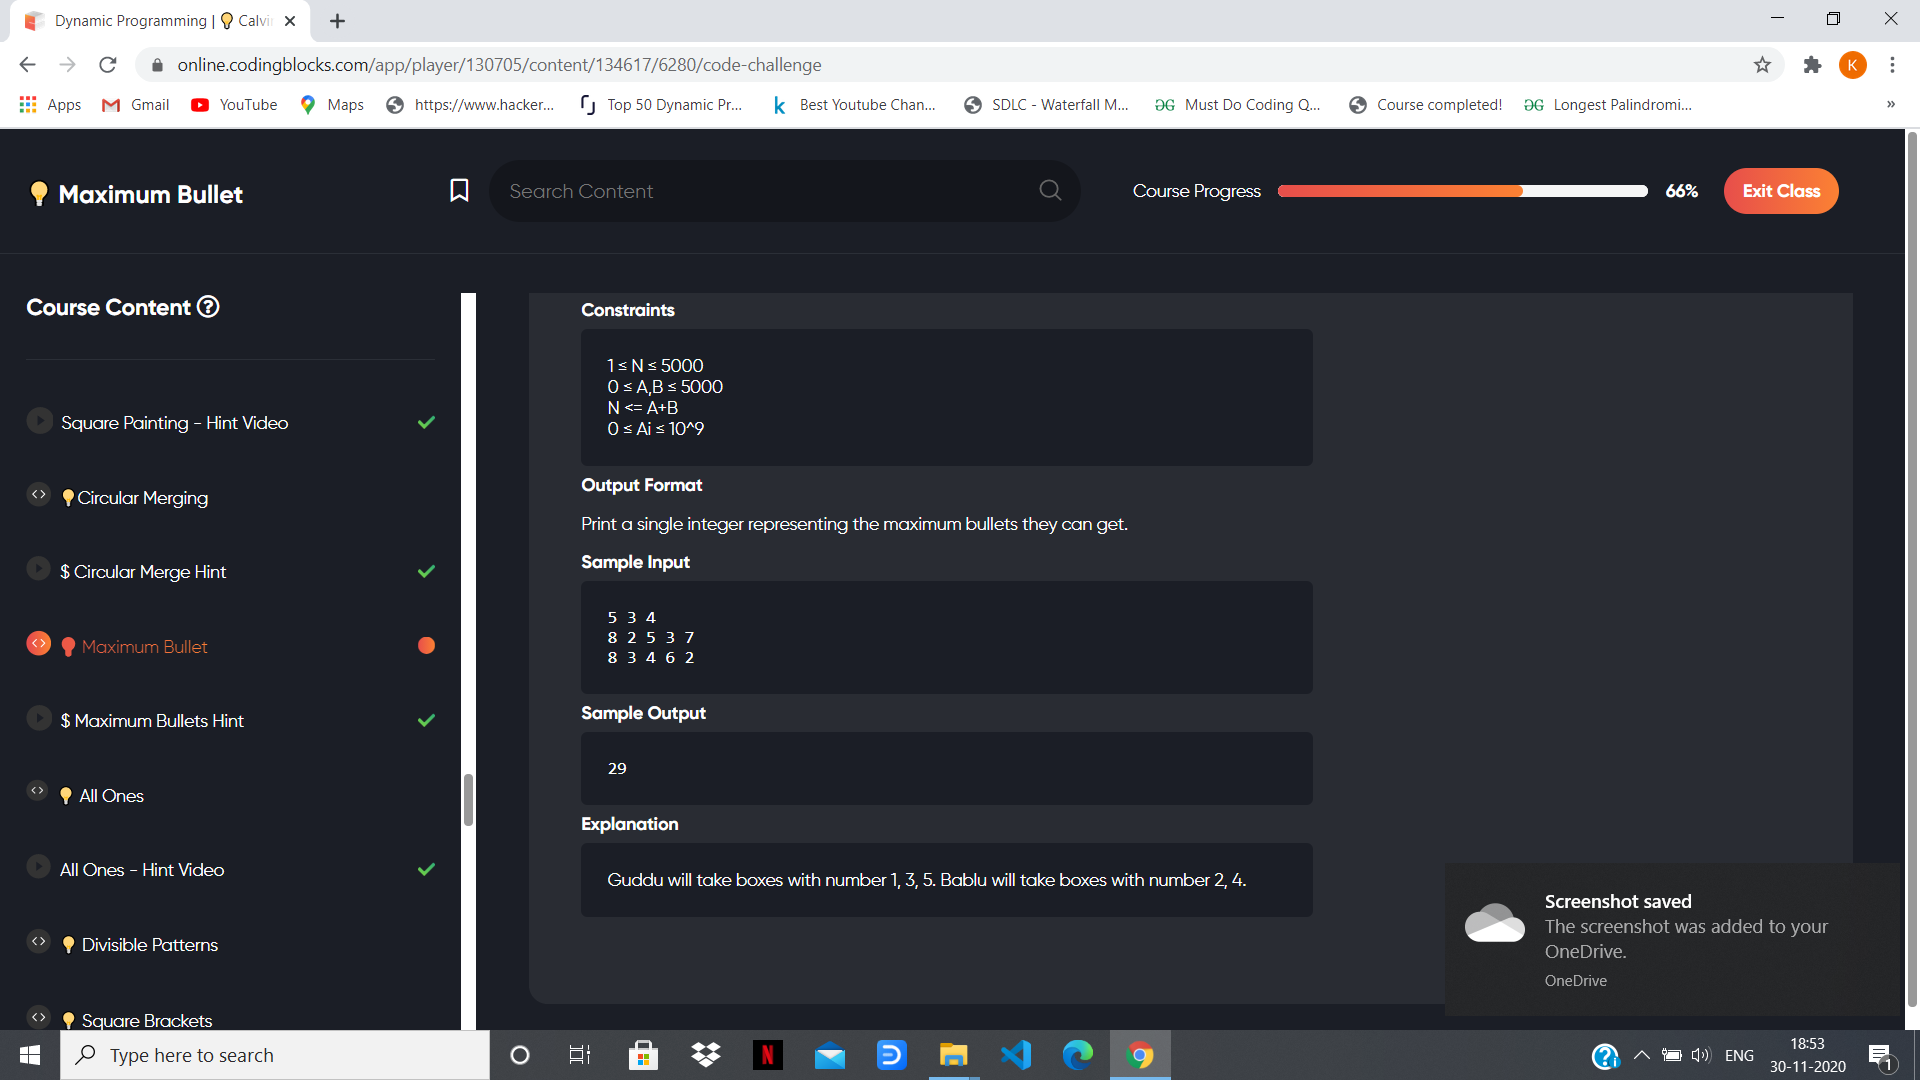 Dynamic Programming | 💡 Calvi
online.codingblocks.com/app/player/130705/content/134617/6280/code-challenge
K
Apps Gmail YouTube Maps https://www.hacker... Top 50 Dynamic Pr... Best Youtube Chan... SDLC - Waterfall M... Must Do Coding Q... Course completed! Longest Palindromi... »
Maximum Bullet
Search Content
Course Progress 66% Exit Class
Course Content
Square Painting - Hint Video
Circular Merging
$ Circular Merge Hint
Maximum Bullet
$ Maximum Bullets Hint
All Ones
All Ones - Hint Video
Divisible Patterns
Square Brackets
Constraints
1 ≤ N ≤ 5000
0 ≤ A,B ≤ 5000
N <= A+B
0 ≤ Ai ≤ 10^9
Output Format
Print a single integer representing the maximum bullets they can get.
Sample Input
5 3 4
8 2 5 3 7
8 3 4 6 2
Sample Output
29
Explanation
Guddu will take boxes with number 1, 3, 5. Bablu will take boxes with number 2, 4.
Screenshot saved
The screenshot was added to your
OneDrive.
OneDrive
Type here to search
ENG
18:53
30-11-2020
1